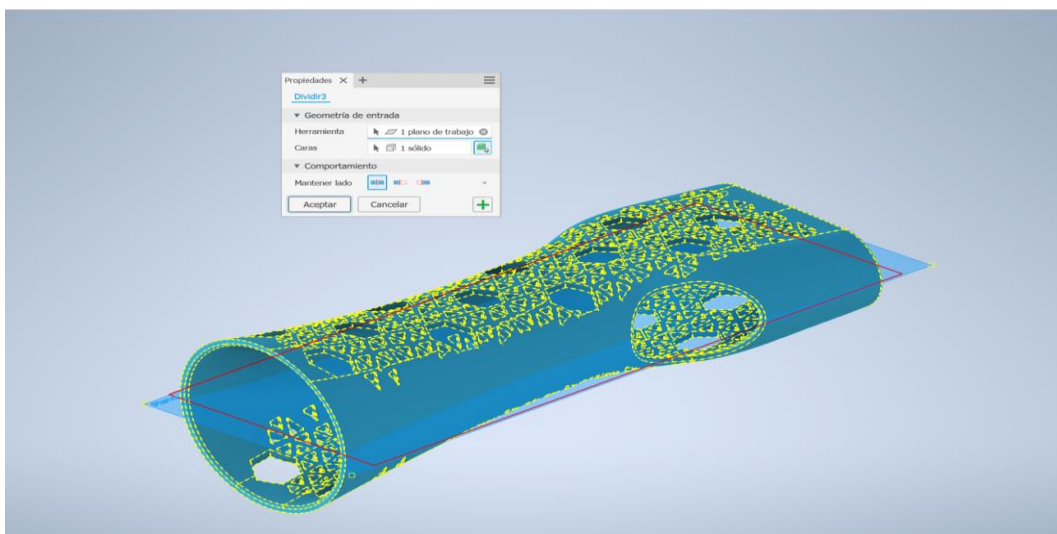 Propiedades
Dividir3
Geometría de entrada
Herramienta 1 plano de trabajo
Caras 1 sólido
Comportamiento
Mantener lado
Aceptar Cancelar